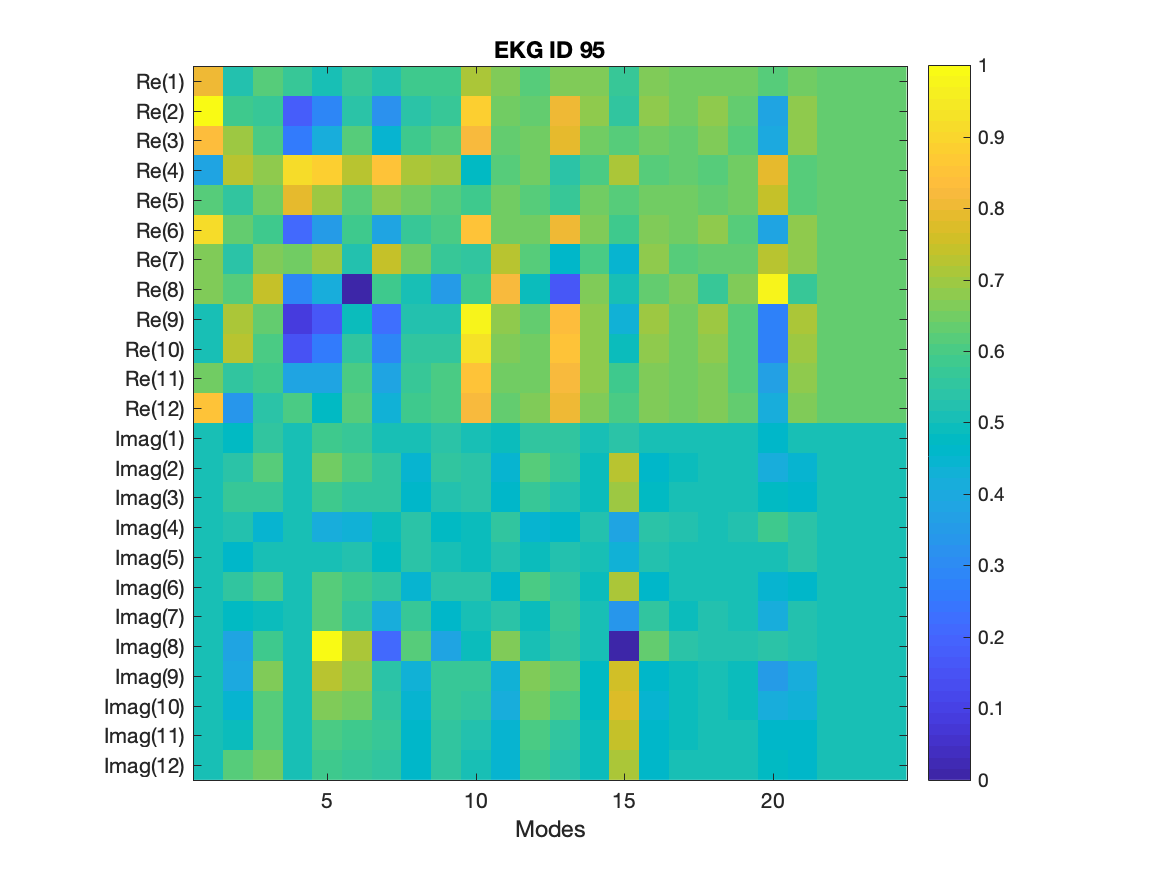 EKG ID 95
Re(1)
Re(2)
Re(3)
Re(4)
Re(5)
Re(6)
Re(7)
Re(8)
Re(9)
Re(10)
Re(11)
Re(12)
Imag(1)
Imag(2)
Imag(3)
Imag(4)
Imag(5)
Imag(6)
Imag(7)
Imag(8)
Imag(9)
Imag(10)
Imag(11)
Imag(12)
5 10 15 20
Modes
1
0.9
0.8
0.7
0.6
0.5
0.4
0.3
0.2
0.1
0